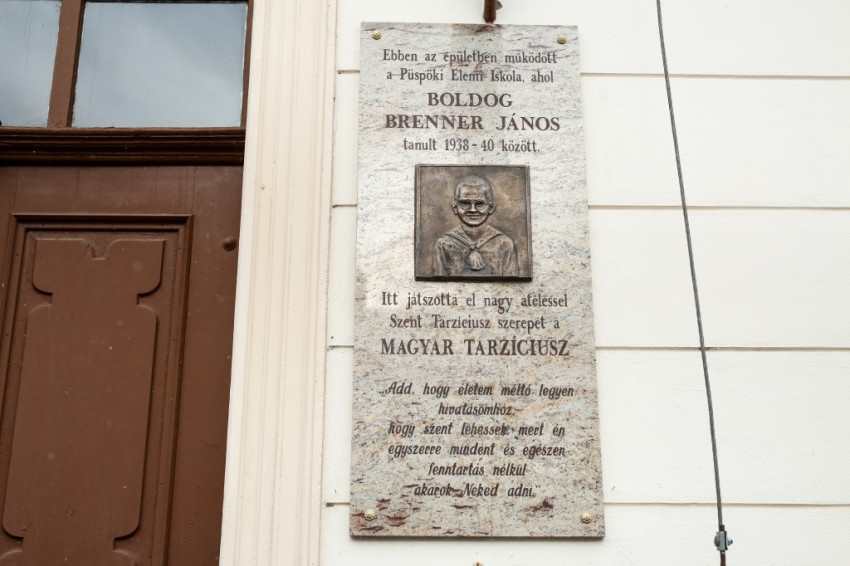 Ebben az épületben működött
a Püspöki Elemi Iskola, ahol
BOLDOG
BRENNER JÁNOS
tanult 1938-40 között.
Itt játszotta el nagy átéléssel
Szent Tarzíciusz szerepét a
MAGYAR TARZÍCIUSZ
„Add, hogy életem méltó legyen
hivatásomhoz,
hogy szent lehessek, mert én
egyszerre mindent és egészen
fenntartás nélkül
akarok Neked adni."